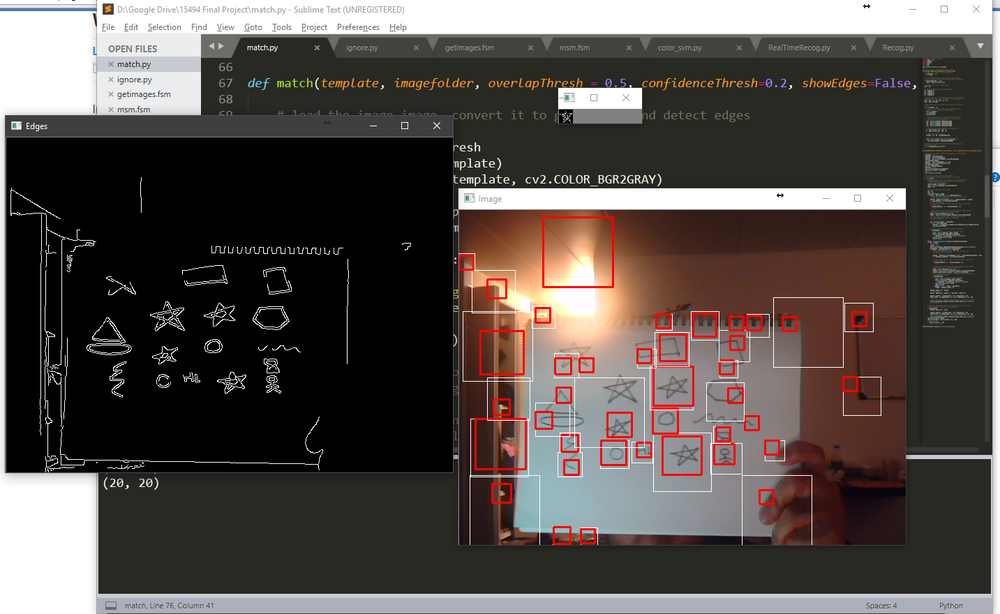 D:\Google Drive\15494 Final Project\match.py - Sublime Text (UNREGISTERED)
File Edit Selection Find View Goto Tools Project Preferences Help
OPEN FILES
match.py
ignore.py
getimages.fsm
msm.fsm
match.py ignore.py getimages.fsm msm.fsm color_svm.py RealTimeRecog.py Recog.py
66
67 def match(template, imagefolder, overlapThresh = 0.5, confidenceThresh=0.2, showEdges=False,
68
# load the image image, convert it to g and detect edges
resh
mplate)
template, cv2.COLOR_BGR2GRAY)
Edges
Image
HL
(20, 20)
match, Line 76, Column 41
Spaces: 4
Python